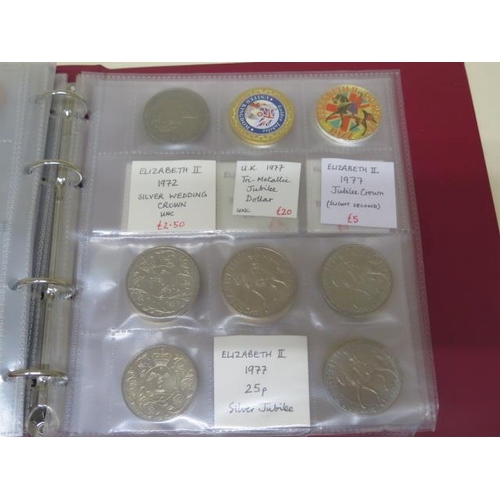 ELIZABETH II
1972
SILVER WEDDING
CROWN
UNC
£2-50
U.K. 1977
Tri-Metallic
Jubilee
Dollar
UNC £20
ELIZABETH II
1977
Jubilee Crown
£5
ELIZABETH II
1977
25p
Silver Jubilee